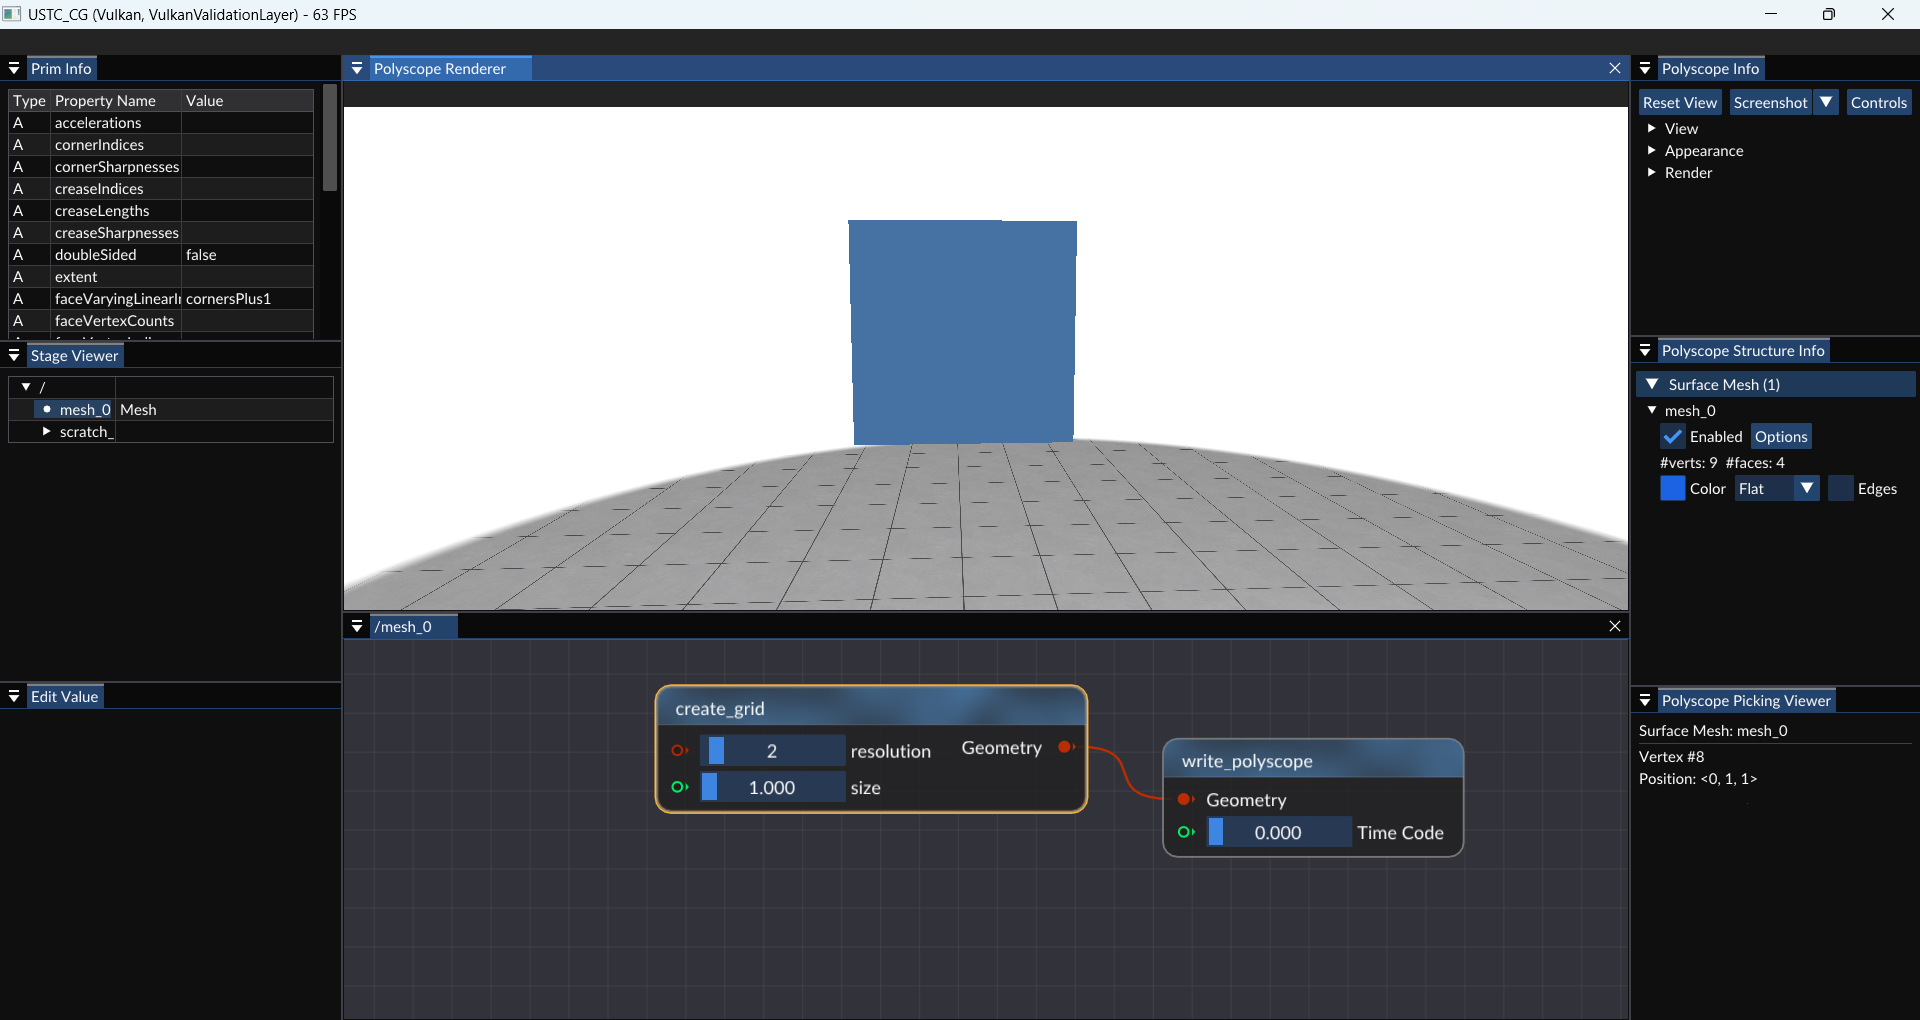 USTC_CG (Vulkan, VulkanValidationLayer) - 63 FPS
Prim Info
Type Property Name Value
A accelerations
A cornerIndices
A cornerSharpnesses
A creaseIndices
A creaseLengths
A creaseSharpnesses
A doubleSided false
A extent
A faceVaryingLinearI cornersPlus1
A faceVertexCounts
Stage Viewer
/
mesh_0 Mesh
scratch_
Edit Value
Polyscope Renderer
/mesh_0
create_grid
2 resolution Geometry
1.000 size
write_polyscope
Geometry
0.000 Time Code
Polyscope Info
Reset View Screenshot Controls
View
Appearance
Render
Polyscope Structure Info
Surface Mesh (1)
mesh_0
Enabled Options
#verts: 9 #faces: 4
Color Flat Edges
Polyscope Picking Viewer
Surface Mesh: mesh_0
Vertex #8
Position: <0, 1, 1>